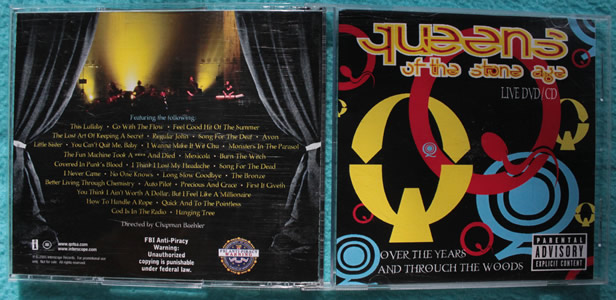 Featuring the following:
This Lullaby • Go With The Flow • Feel Good Hit Of The Summer
The Lost Art Of Keeping A Secret • Regular John • Song For The Deaf • Avon
Little Sister • You Can't Quit Me, Baby • I Wanna Make It Wit Chu • Monsters In The Parasol
The Fun Machine Took A **** And Died • Mexicola • Burn The Witch
Covered In Punk's Blood • I Think I Lost My Headache • Song For The Dead
I Never Came • No One Knows • Long Slow Goodbye • The Bronze
Better Living Through Chemistry • Auto Pilot • Precious And Grace • First It Giveth
You Think I Ain't Worth A Dollar, But I Feel Like A Millionaire
How To Handle A Rope • Quick And To The Pointless
God Is In The Radio • Hanging Tree
Directed by Chapman Baehler
www.qotsa.com
www.interscope.com
FBI Anti-Piracy
Warning:
Unauthorized
copying is punishable
under federal law.
queens
of the stone age
LIVE DVD/CD
OVER THE YEARS
AND THROUGH THE WOODS
PARENTAL
ADVISORY
EXPLICIT CONTENT